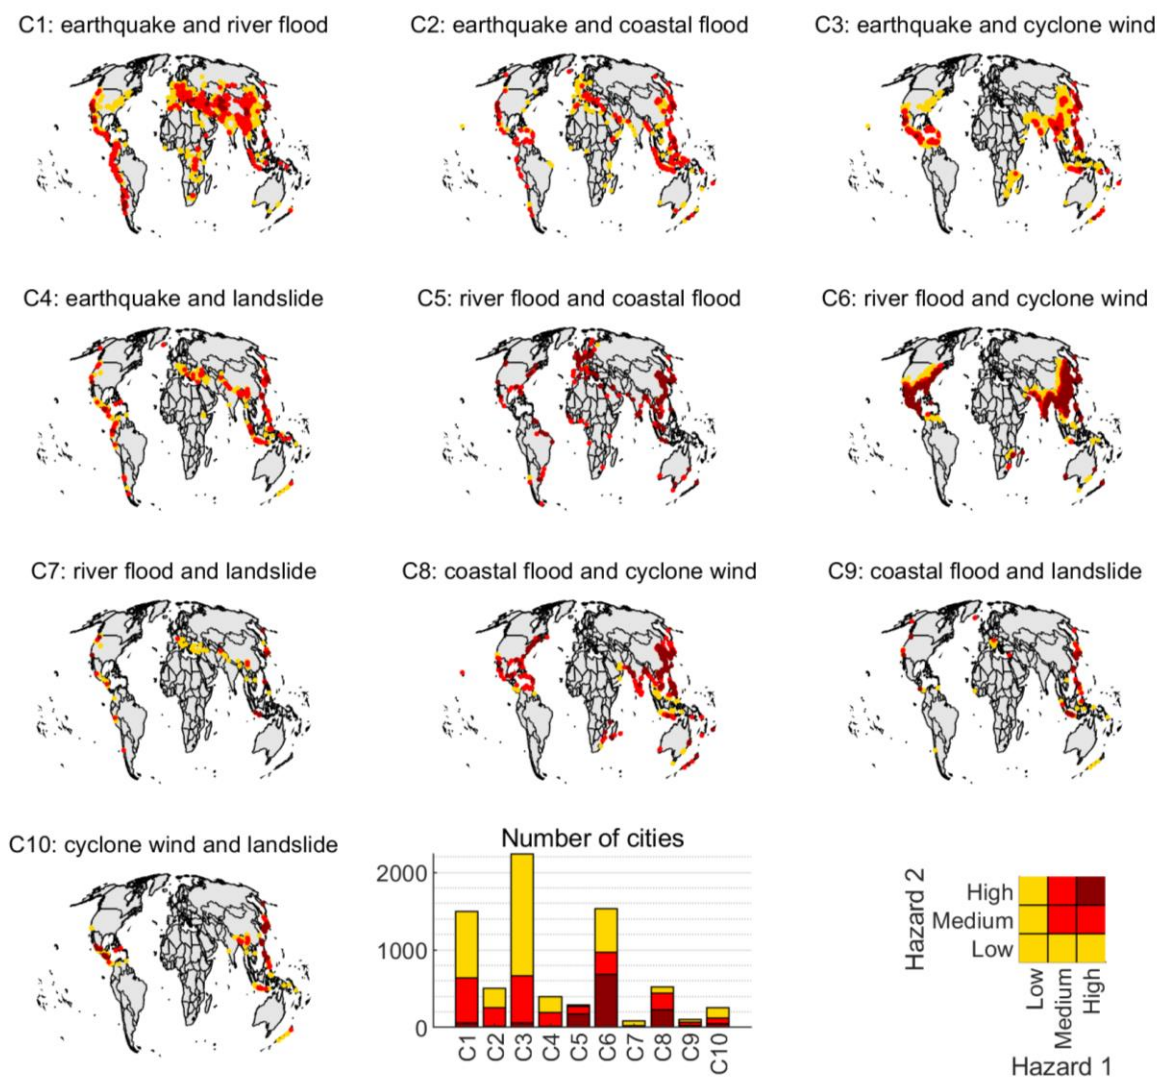 C1: earthquake and river flood
C2: earthquake and coastal flood
C3: earthquake and cyclone wind
C4: earthquake and landslide
C5: river flood and coastal flood
C6: river flood and cyclone wind
C7: river flood and landslide
C8: coastal flood and cyclone wind
C9: coastal flood and landslide
C10: cyclone wind and landslide
Number of cities
2000
1000
0
C1
C2
C3
C4
C5
C6
C7
C8
C9
C10
Hazard 2
High
Medium
Low
Low
Medium
High
Hazard 1